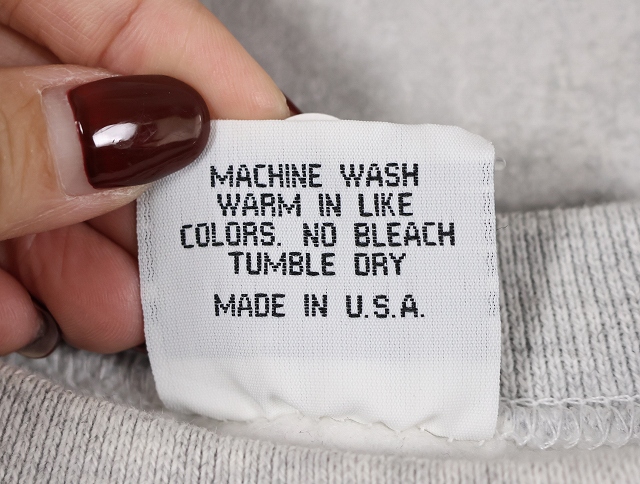 MACHINE WASH
WARM IN LIKE
COLORS. NO BLEACH
TUMBLE DRY
MADE IN U.S.A.